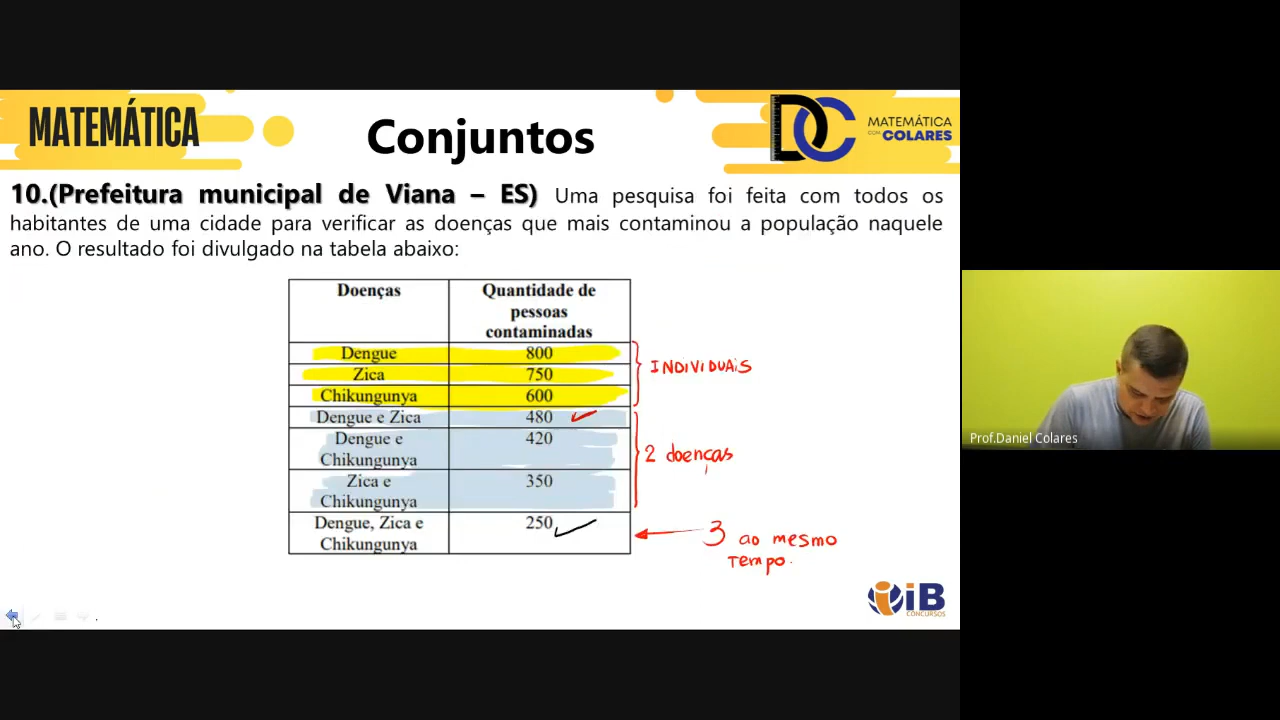 MATEMÁTICA
Conjuntos
DC
MATEMÁTICA
COM COLARES
10.(Prefeitura municipal de Viana – ES) Uma pesquisa foi feita com todos os
habitantes de uma cidade para verificar as doenças que mais contaminou a população naquele
ano. O resultado foi divulgado na tabela abaixo:
Doenças
Quantidade de
pessoas
contaminadas
Dengue 800
Zica 750
Chikungunya 600
INDIVIDUAIS
Dengue e Zica 480
Dengue e 420
Chikungunya
2 doenças
Zica e 350
Chikungunya
Dengue, Zica e 250
Chikungunya
3 ao mesmo
tempo.
iB
CONCURSOS
Prof.Daniel Colares